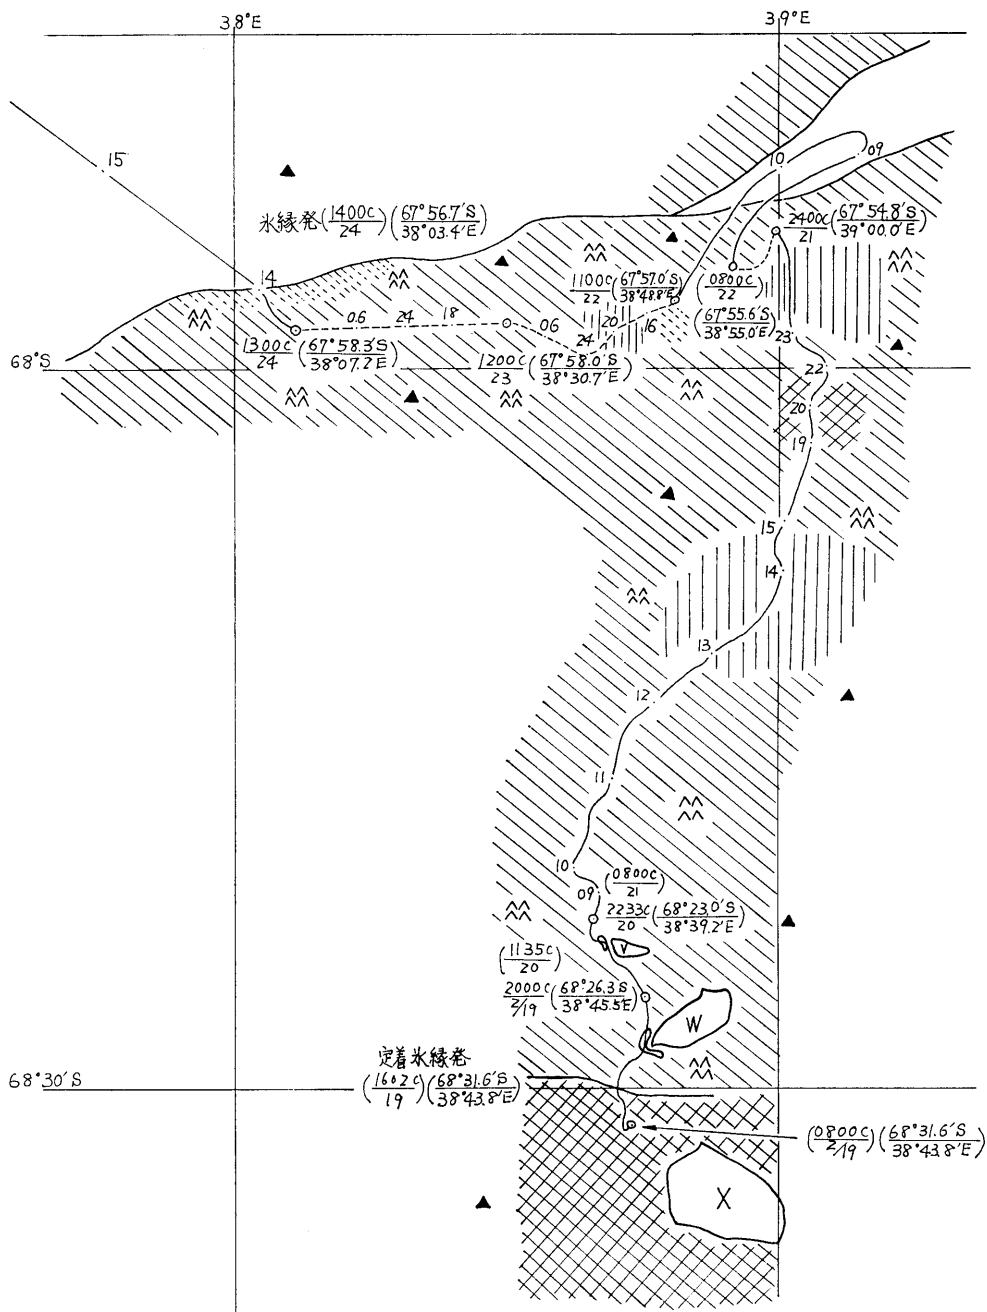 38°E
39°E
15
10
09
氷縁発(1400C/24)(67°56.7'S/38°03.4'E)
2400C/21(67°54.8'S/39°00.0'E)
14
1100C/22(67°57.0'S/38°48.8'E)
(0800C/22)
(67°55.6'S/38°55.0'E)
06 24 18
06
24
20
16
23
1300C/24(67°58.3'S/38°07.2'E)
1200C/23(67°58.0'S/38°30.7'E)
68°S
22
20
19
15
14
13
12
11
10
09
(0800C/21)
2233C/20(68°23.0'S/38°39.2'E)
V
(1135C/20)
2000C/2/19(68°26.3'S/38°45.5'E)
W
定着氷縁発
68°30'S
(1602C/19)(68°31.6'S/38°43.8'E)
(0800C/2/19)(68°31.6'S/38°43.8'E)
X